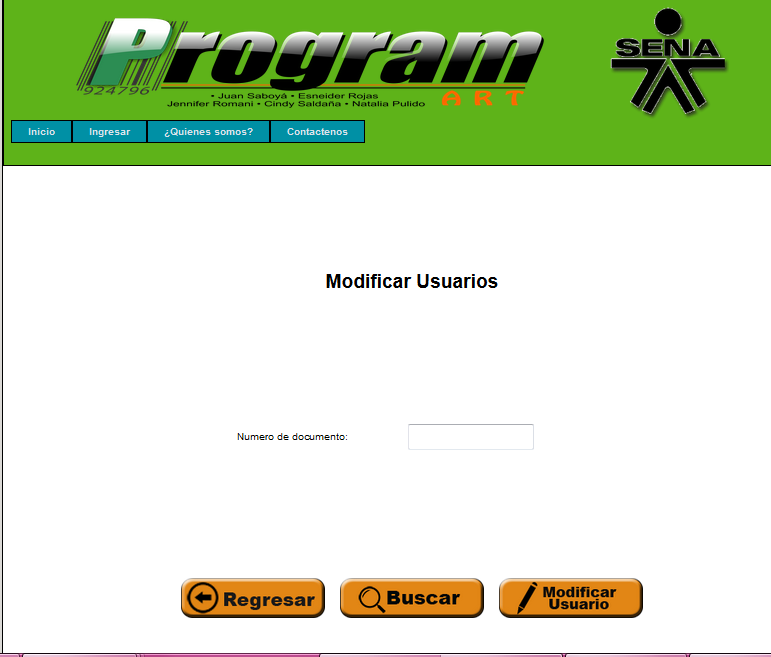 Program
ART
924796
• Juan Saboyá • Esneider Rojas
Jennifer Romani • Cindy Saldaña • Natalia Pulido
SENA
Inicio Ingresar ¿Quienes somos? Contactenos
Modificar Usuarios
Numero de documento:
Regresar Buscar Modificar Usuario